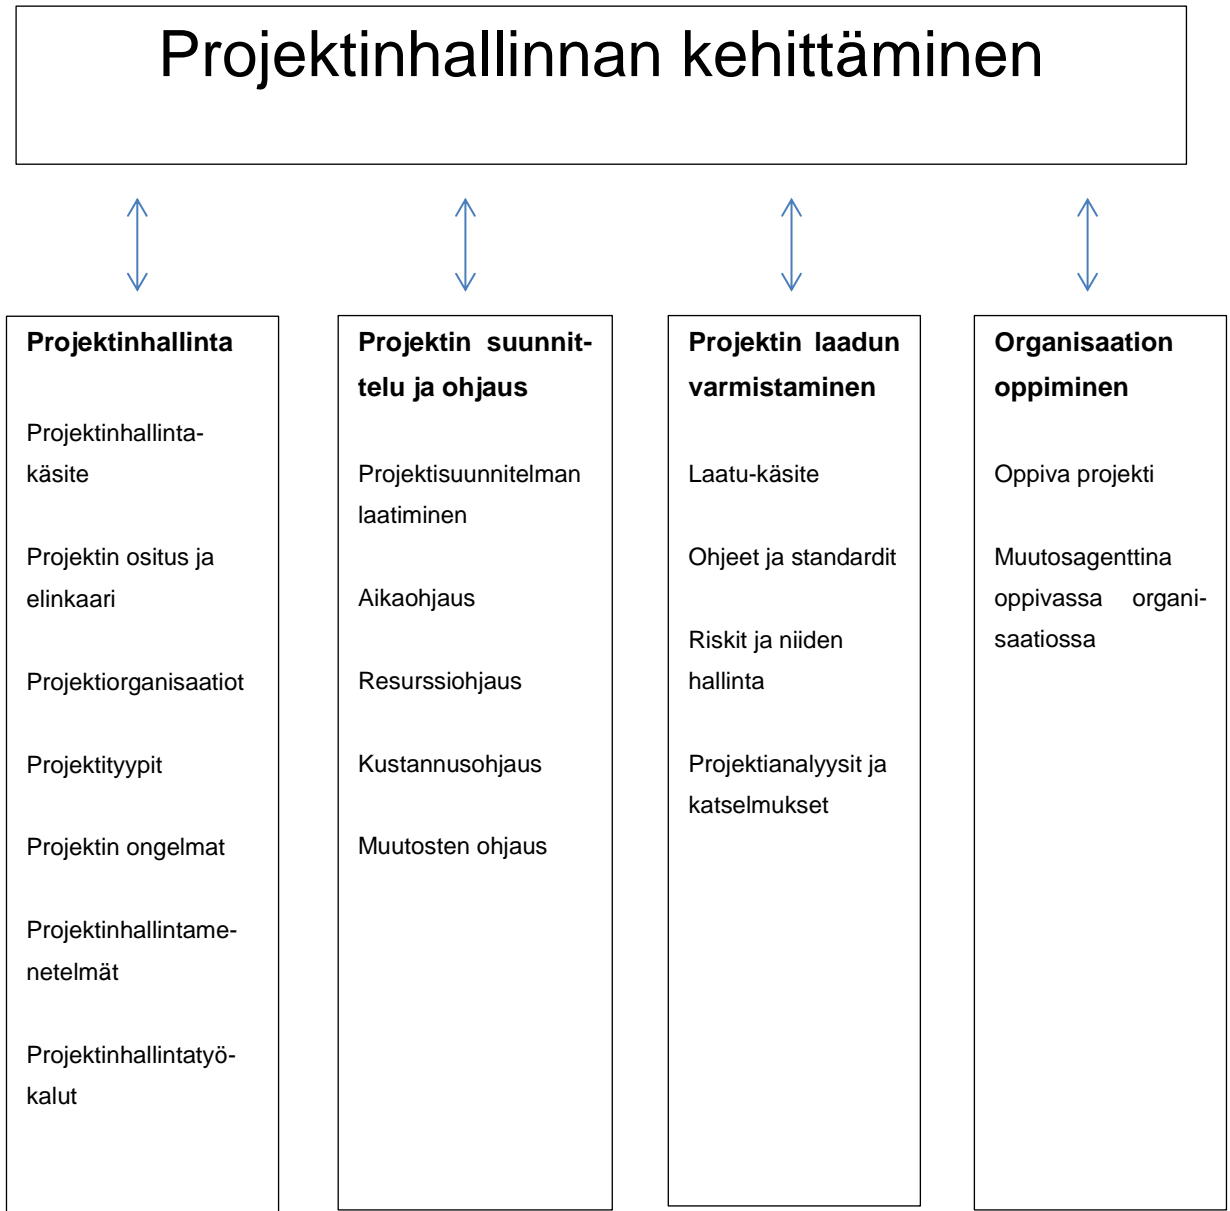 Projektinhallinnan kehittäminen
Projektinhallinta
Projektinhallinta-
käsite
Projektin ositus ja
elinkaari
Projektiorganisaatiot
Projektityypit
Projektin ongelmat
Projektinhallintame-
netelmät
Projektinhallintatyö-
kalut
Projektin suunnit-
telu ja ohjaus
Projektisuunnitelman
laatiminen
Aikaohjaus
Resurssiohjaus
Kustannusohjaus
Muutosten ohjaus
Projektin laadun
varmistaminen
Laatu-käsite
Ohjeet ja standardit
Riskit ja niiden
hallinta
Projektianalyysit ja
katselmukset
Organisaation
oppiminen
Oppiva projekti
Muutosagenttina
oppivassa organi-
saatiossa